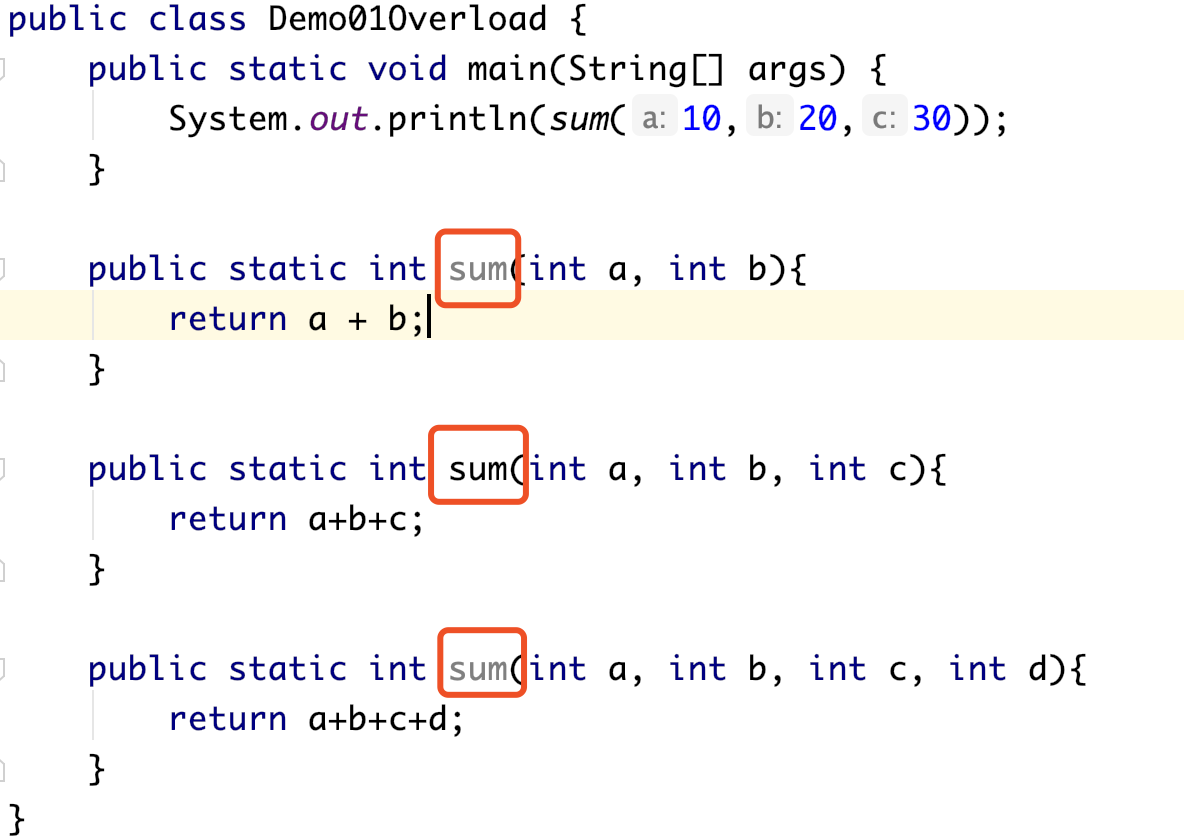 public class Demo01Overload {
public static void main(String[] args) {
System.out.println(sum( a: 10, b: 20, c: 30));
}
public static int sum(int a, int b){
return a + b;
}
public static int sum(int a, int b, int c){
return a+b+c;
}
public static int sum(int a, int b, int c, int d){
return a+b+c+d;
}
}